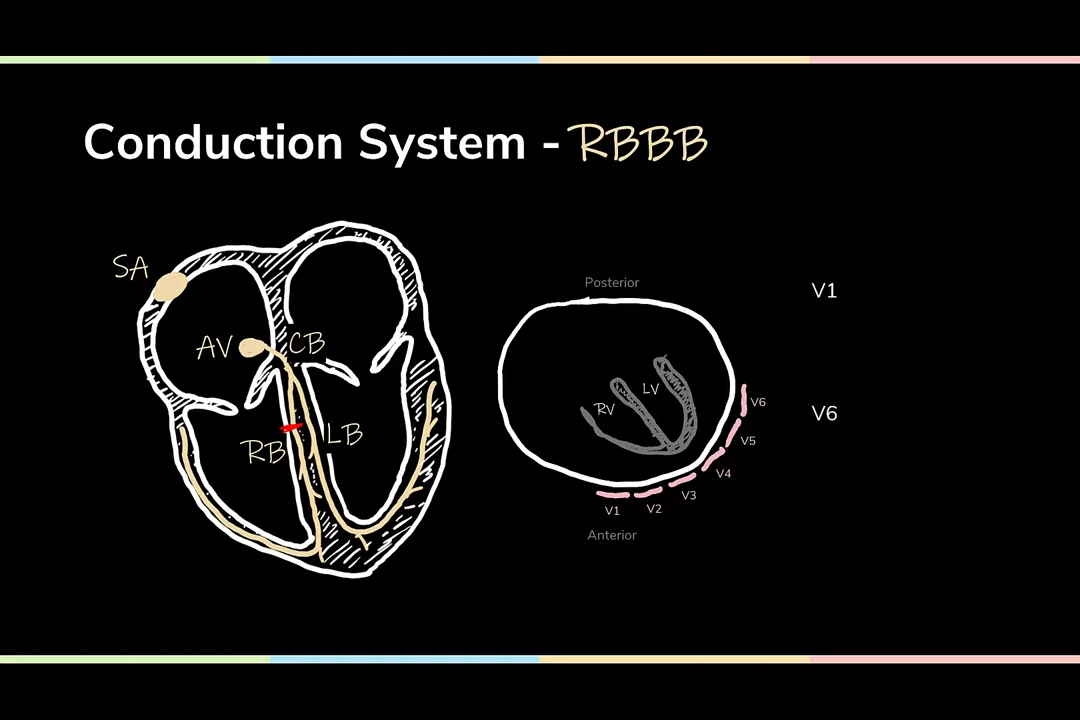 Conduction System - RBBB
SA
AV
CB
RB
LB
Posterior
RV
LV
V6
V5
V4
V3
V2
V1
Anterior
V1
V6